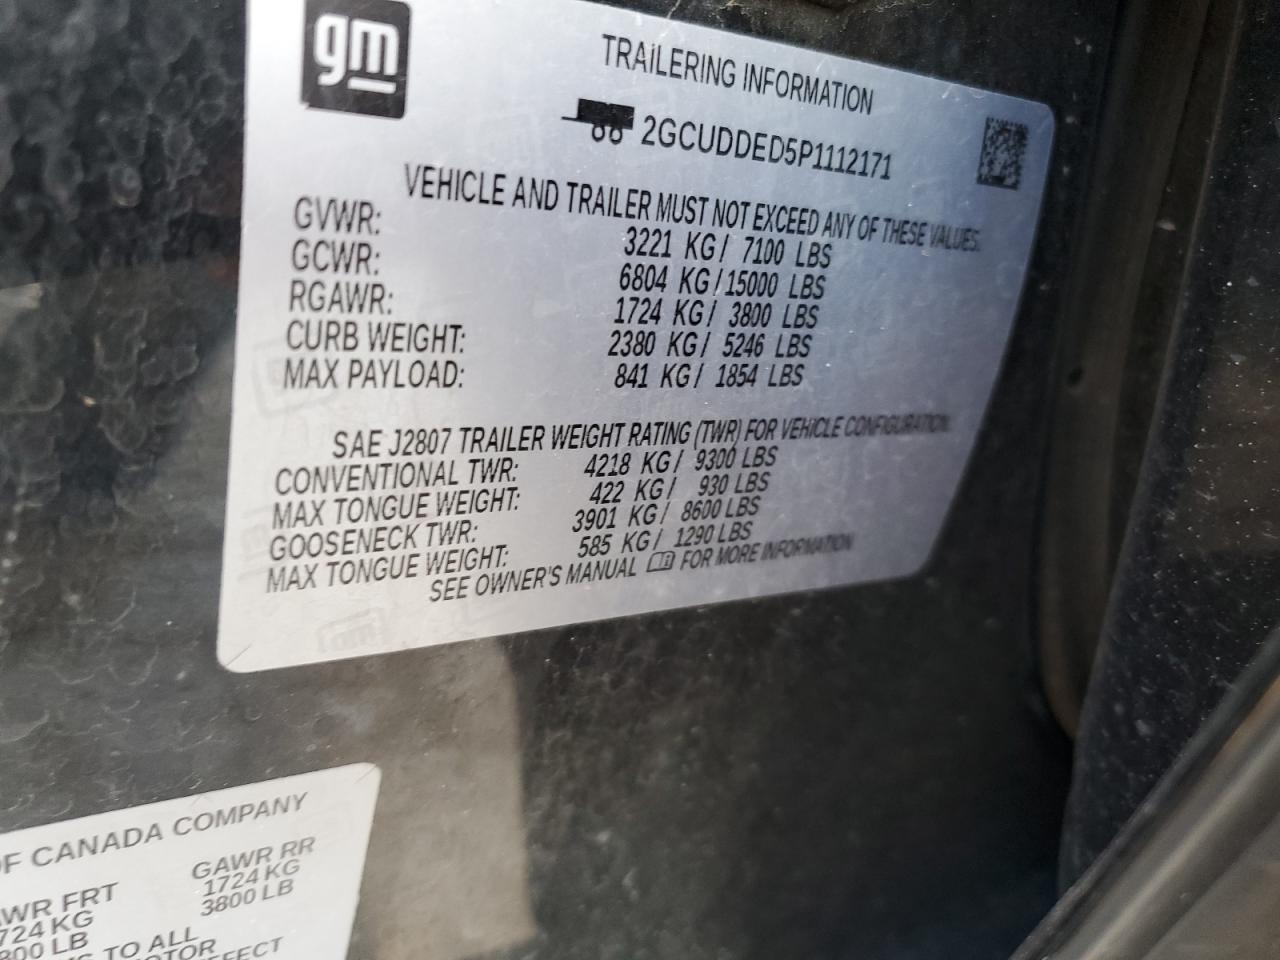 gm
TRAILERING INFORMATION
2GCUDDED5P1112171
VEHICLE AND TRAILER MUST NOT EXCEED ANY OF THESE VALUES.
GVWR: 3221 KG/ 7100 LBS
GCWR: 6804 KG/15000 LBS
RGAWR: 1724 KG/ 3800 LBS
CURB WEIGHT: 2380 KG/ 5246 LBS
MAX PAYLOAD: 841 KG/ 1854 LBS
SAE J2807 TRAILER WEIGHT RATING (TWR) FOR VEHICLE CONFIGURATION.
CONVENTIONAL TWR: 4218 KG/ 9300 LBS
MAX TONGUE WEIGHT: 422 KG/ 930 LBS
GOOSENECK TWR: 3901 KG/ 8600 LBS
MAX TONGUE WEIGHT: 585 KG/ 1290 LBS
SEE OWNER'S MANUAL FOR MORE INFORMATION
OF CANADA COMPANY
WR FRT GAWR RR
724 KG 1724 KG
800 LB 3800 LB
TO ALL
OTOR
EFFECT